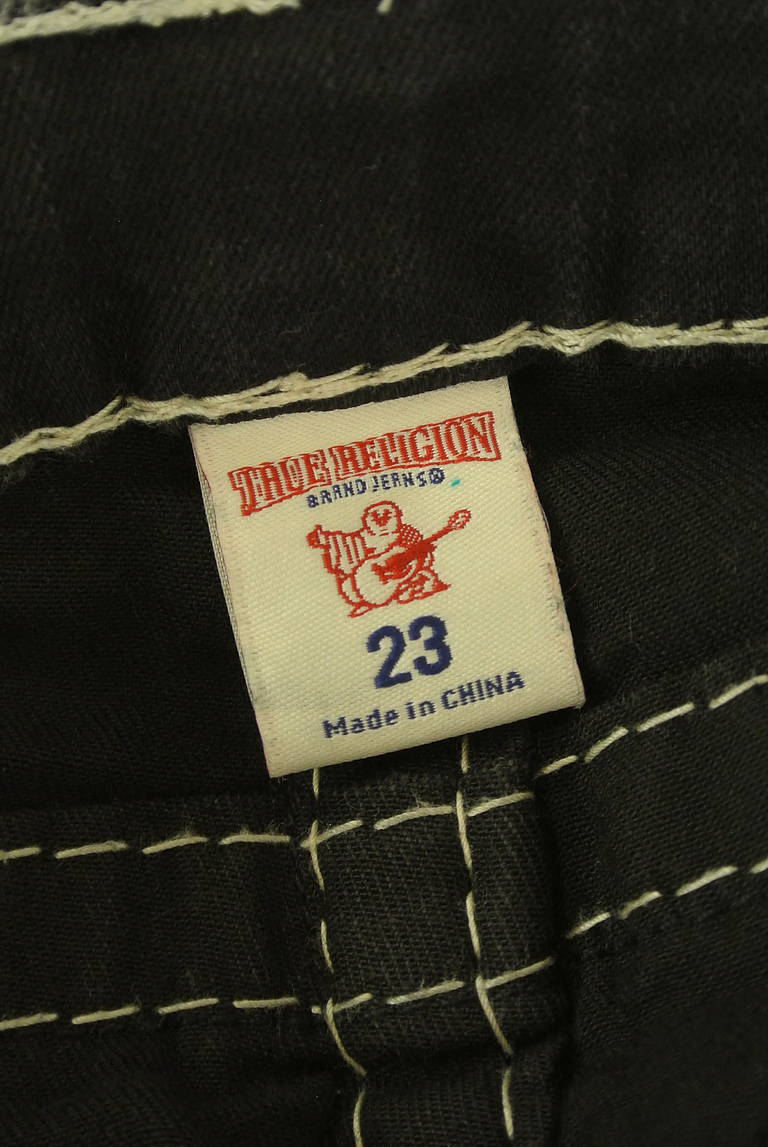 TRUE RELIGION
BRAND JEANS®
23
Made in CHINA